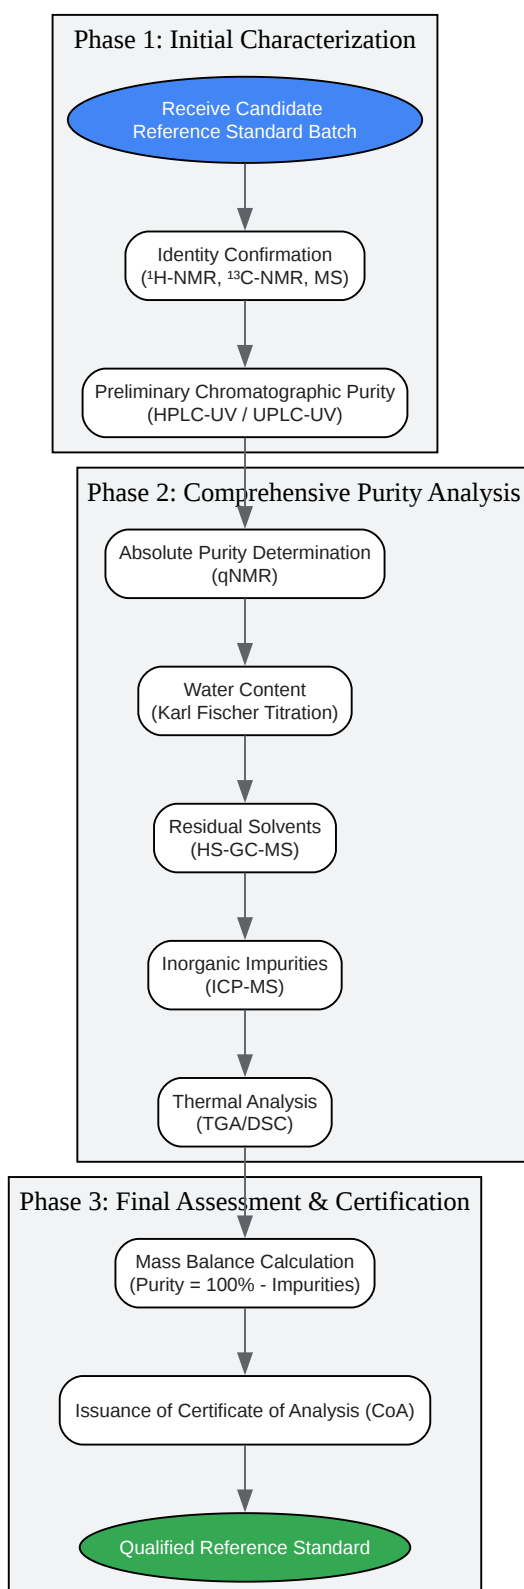 Phase 1: Initial Characterization
Receive Candidate
Reference Standard Batch
Identity Confirmation
(¹H-NMR, ¹³C-NMR, MS)
Preliminary Chromatographic Purity
(HPLC-UV / UPLC-UV)
Phase 2: Comprehensive Purity Analysis
Absolute Purity Determination
(qNMR)
Water Content
(Karl Fischer Titration)
Residual Solvents
(HS-GC-MS)
Inorganic Impurities
(ICP-MS)
Thermal Analysis
(TGA/DSC)
Phase 3: Final Assessment & Certification
Mass Balance Calculation
(Purity = 100% - Impurities)
Issuance of Certificate of Analysis (CoA)
Qualified Reference Standard